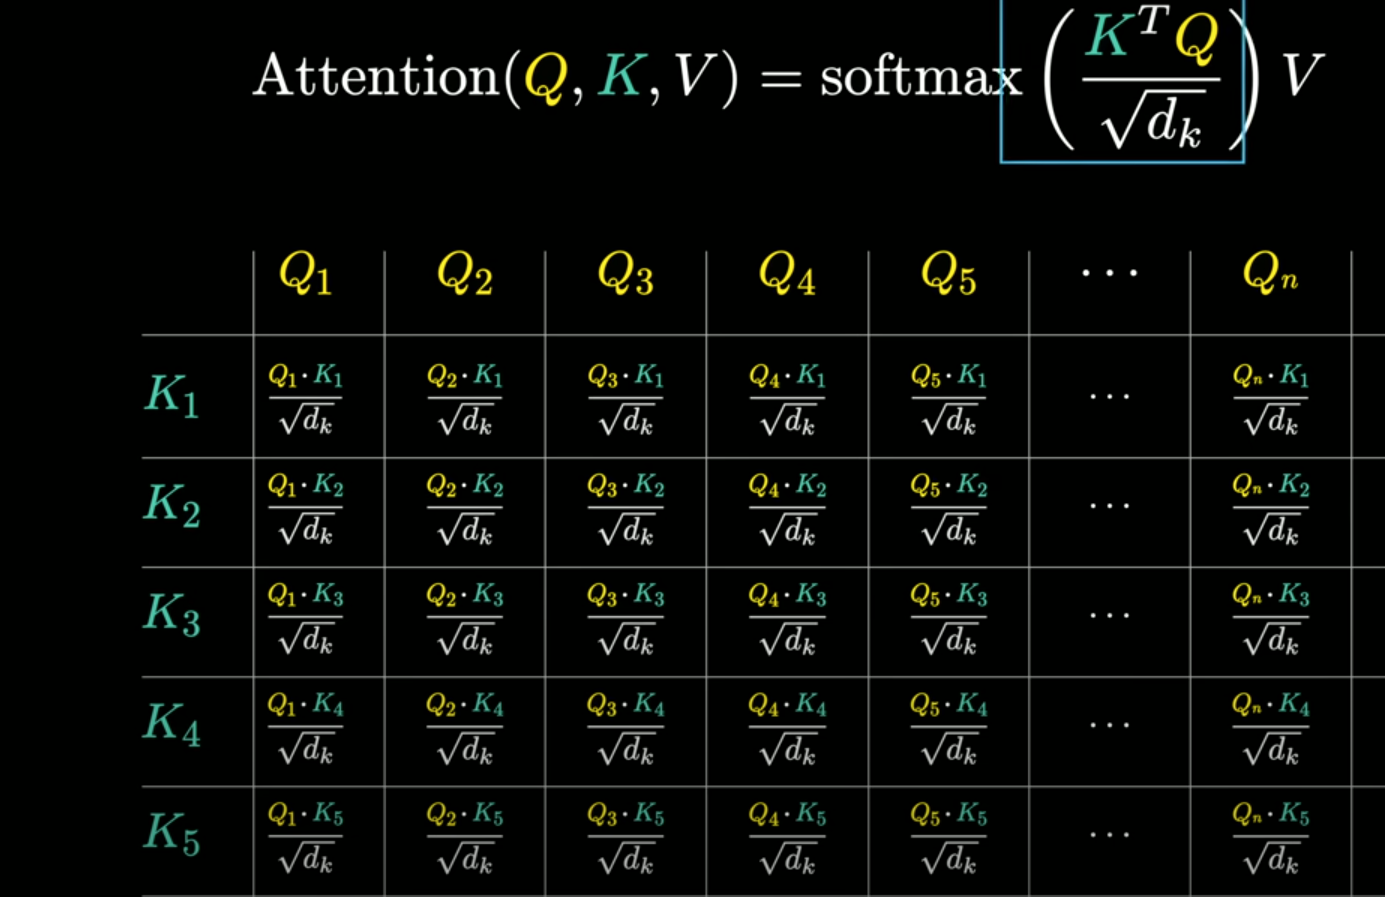 Attention(Q, K, V) = softmax(K^T Q / √d_k) V
Q_1 Q_2 Q_3 Q_4 Q_5 ⋯ Q_n
K_1 Q_1·K_1/√d_k Q_2·K_1/√d_k Q_3·K_1/√d_k Q_4·K_1/√d_k Q_5·K_1/√d_k ⋯ Q_n·K_1/√d_k
K_2 Q_1·K_2/√d_k Q_2·K_2/√d_k Q_3·K_2/√d_k Q_4·K_2/√d_k Q_5·K_2/√d_k ⋯ Q_n·K_2/√d_k
K_3 Q_1·K_3/√d_k Q_2·K_3/√d_k Q_3·K_3/√d_k Q_4·K_3/√d_k Q_5·K_3/√d_k ⋯ Q_n·K_3/√d_k
K_4 Q_1·K_4/√d_k Q_2·K_4/√d_k Q_3·K_4/√d_k Q_4·K_4/√d_k Q_5·K_4/√d_k ⋯ Q_n·K_4/√d_k
K_5 Q_1·K_5/√d_k Q_2·K_5/√d_k Q_3·K_5/√d_k Q_4·K_5/√d_k Q_5·K_5/√d_k ⋯ Q_n·K_5/√d_k